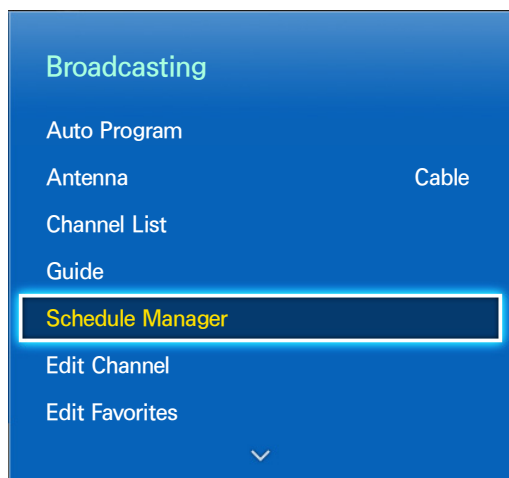 Broadcasting
Auto Program
Antenna Cable
Channel List
Guide
Schedule Manager
Edit Channel
Edit Favorites